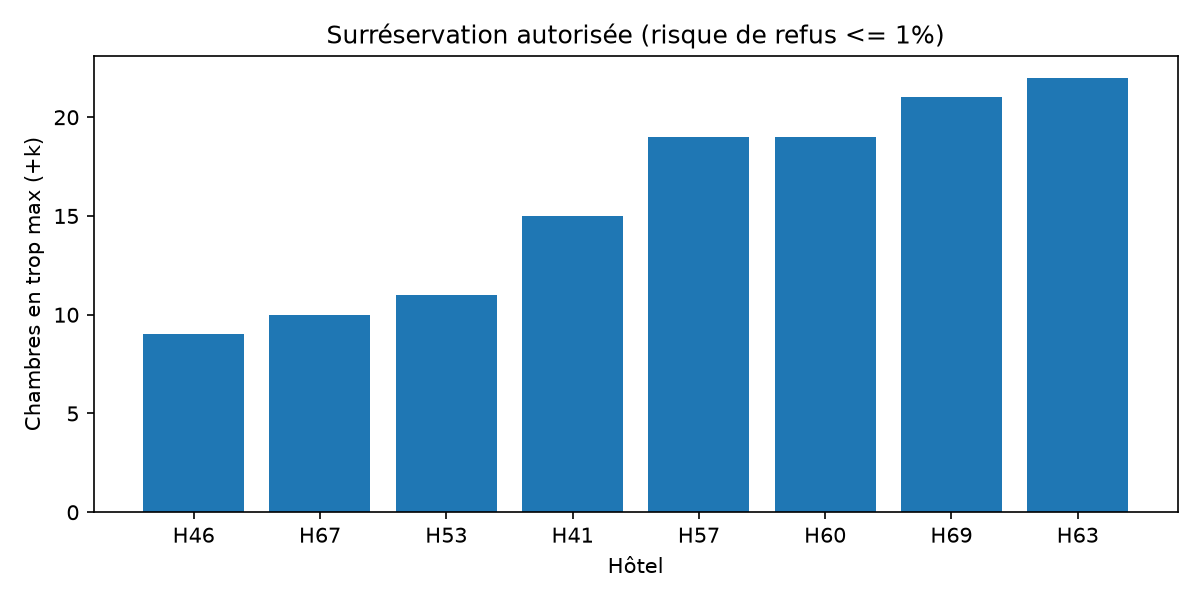 Surréservation autorisée (risque de refus <= 1%)
Chambres en trop max (+k)
20
15
10
5
0
H46 H67 H53 H41 H57 H60 H69 H63
Hôtel